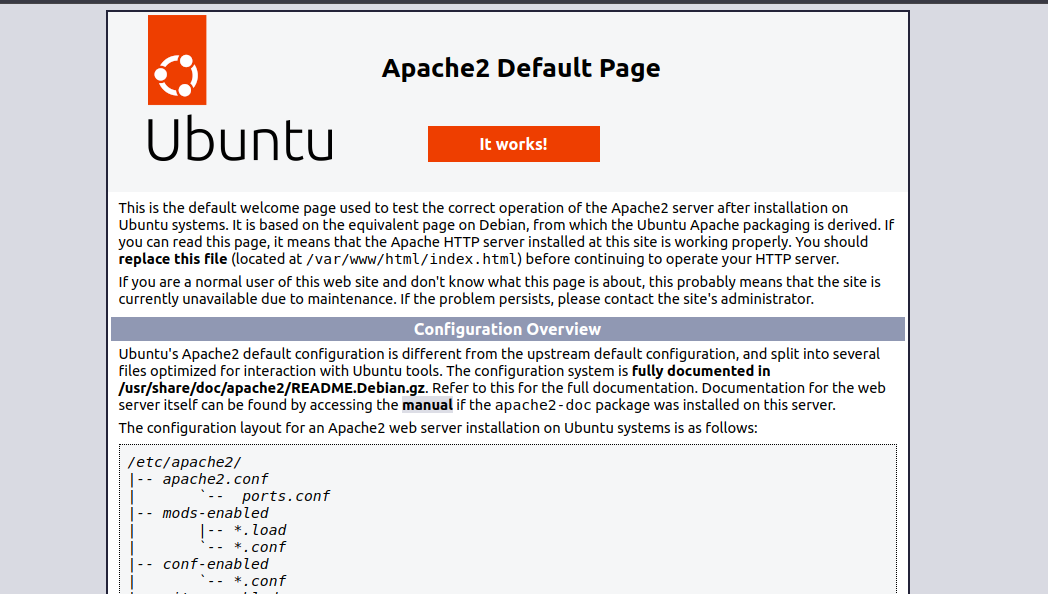 Apache2 Default Page
Ubuntu
It works!
This is the default welcome page used to test the correct operation of the Apache2 server after installation on
Ubuntu systems. It is based on the equivalent page on Debian, from which the Ubuntu Apache packaging is derived. If
you can read this page, it means that the Apache HTTP server installed at this site is working properly. You should
replace this file (located at /var/www/html/index.html) before continuing to operate your HTTP server.
If you are a normal user of this web site and don't know what this page is about, this probably means that the site is
currently unavailable due to maintenance. If the problem persists, please contact the site's administrator.
Configuration Overview
Ubuntu's Apache2 default configuration is different from the upstream default configuration, and split into several
files optimized for interaction with Ubuntu tools. The configuration system is fully documented in
/usr/share/doc/apache2/README.Debian.gz. Refer to this for the full documentation. Documentation for the web
server itself can be found by accessing the manual if the apache2-doc package was installed on this server.
The configuration layout for an Apache2 web server installation on Ubuntu systems is as follows:
/etc/apache2/
|-- apache2.conf
|       `--  ports.conf
|-- mods-enabled
|       |-- *.load
|       `-- *.conf
|-- conf-enabled
|       `-- *.conf